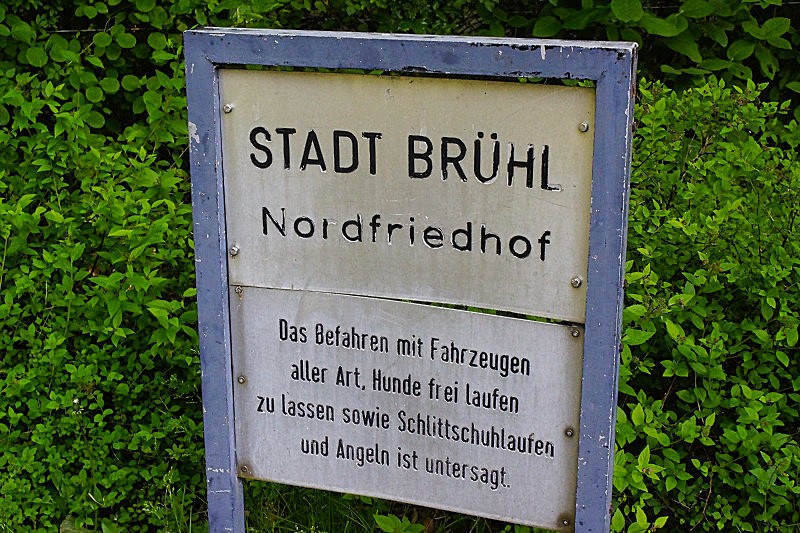 STADT BRÜHL
Nordfriedhof
Das Befahren mit Fahrzeugen
aller Art, Hunde frei laufen
zu lassen sowie Schlittschuhlaufen
und Angeln ist untersagt.